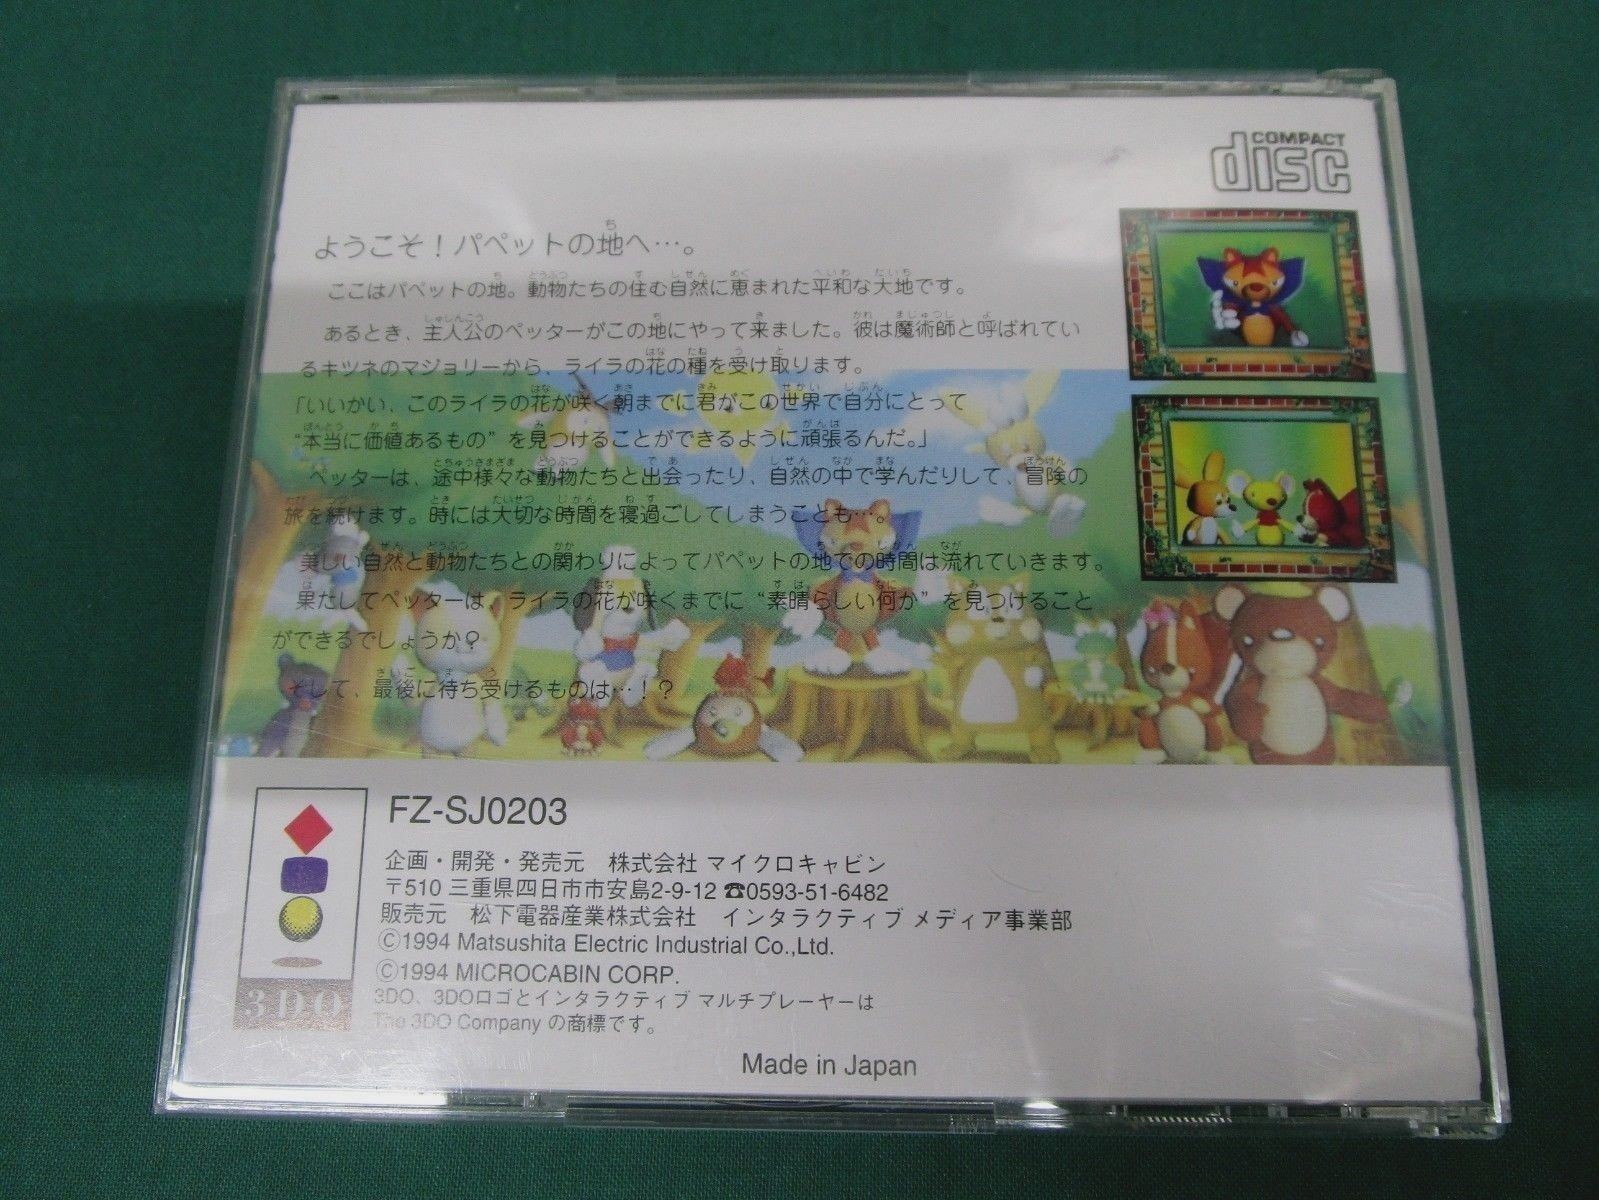 COMPACT
disc
ようこそ！パペットの地へ…。
ここはパペットの地。動物たちの住む自然に恵まれた平和な大地です。
あるとき、主人公のペッターがこの地にやって来ました。彼は魔術師と呼ばれてい
るキツネのマジョリーから、ライラの花の種を受け取ります。
「いいかい、このライラの花が咲く朝までに君がこの世界で自分にとって
“本当に価値あるもの”を見つけることができるように頑張るんだ。」
ペッターは、途中様々な動物たちと出会ったり、自然の中で学んだりして、冒険の
旅を続けます。時には大切な時間を寝過ごしてしまうことも…。
美しい自然と動物たちとの関わりによってパペットの地での時間は流れていきます。
果たしてペッターは、ライラの花が咲くまでに“素晴らしい何か”を見つけること
ができるでしょうか？
そして、最後に待ち受けるものは…！？
FZ-SJ0203
企画・開発・発売元　株式会社 マイクロキャビン
〒510 三重県四日市市安島2-9-12 ☎0593-51-6482
販売元　松下電器産業株式会社　インタラクティブ メディア事業部
©1994 Matsushita Electric Industrial Co.,Ltd.
©1994 MICROCABIN CORP.
3DO、3DOロゴとインタラクティブ マルチプレーヤーは
The 3DO Company の商標です。
3DO
Made in Japan